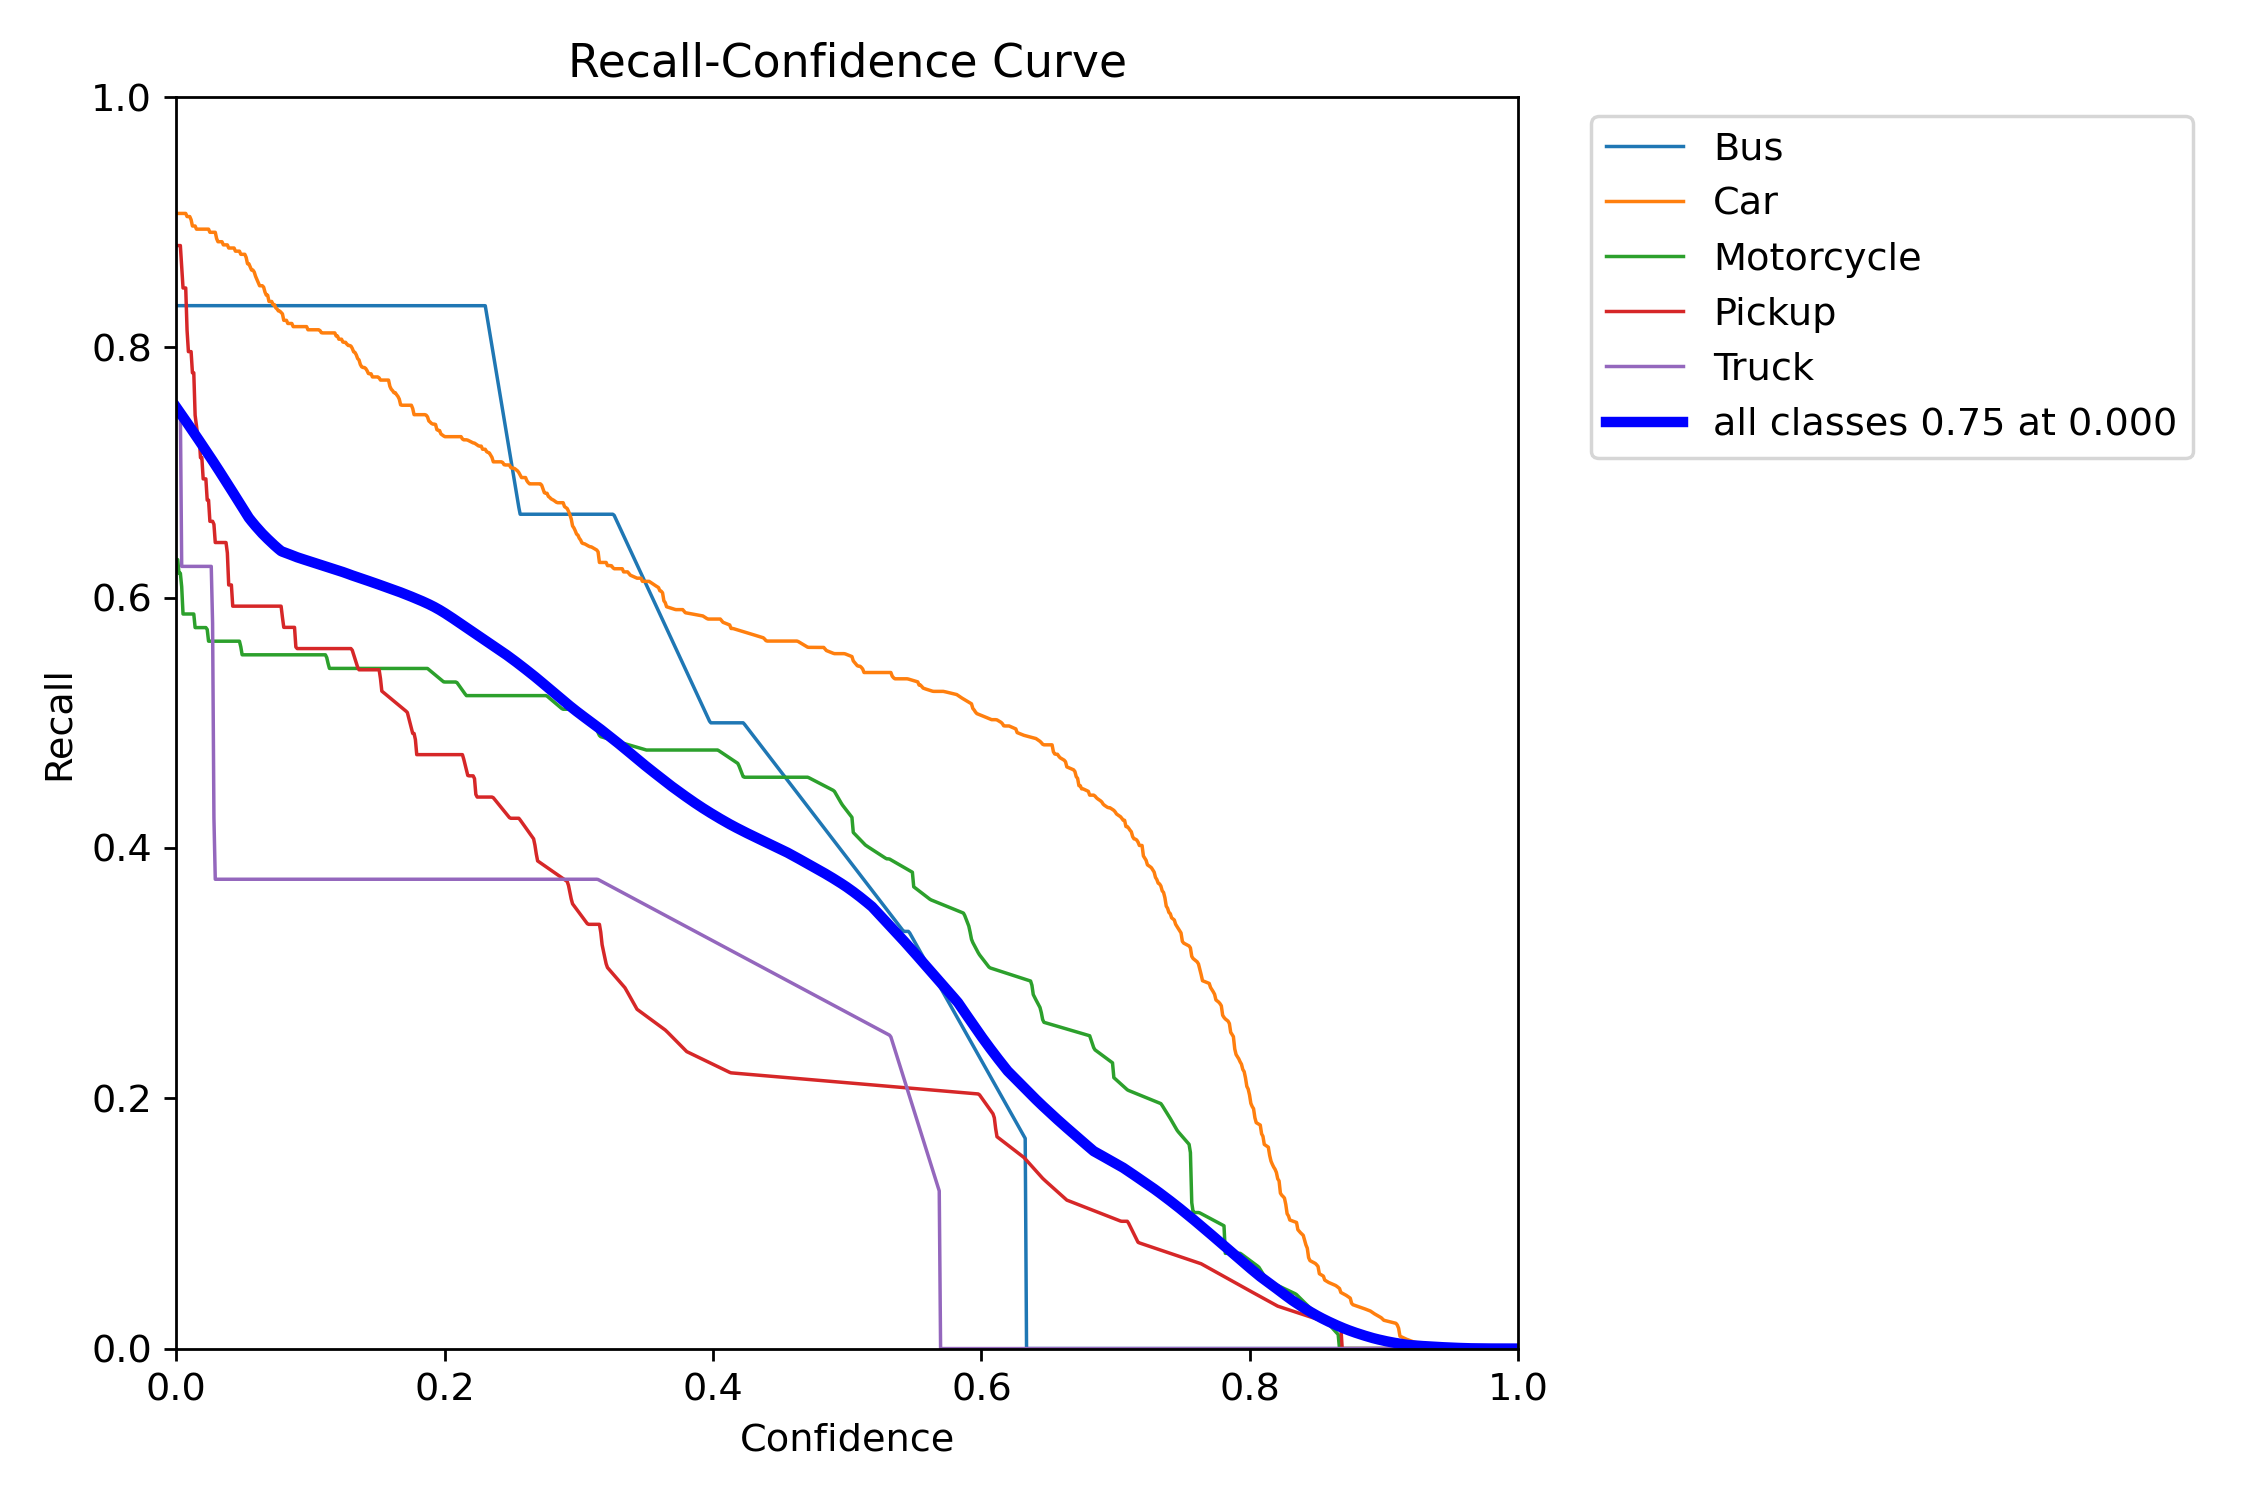 Recall-Confidence Curve
1.0
0.8
0.6
0.4
0.2
0.0
Recall
0.0 0.2 0.4 0.6 0.8 1.0
Confidence
Bus
Car
Motorcycle
Pickup
Truck
all classes 0.75 at 0.000